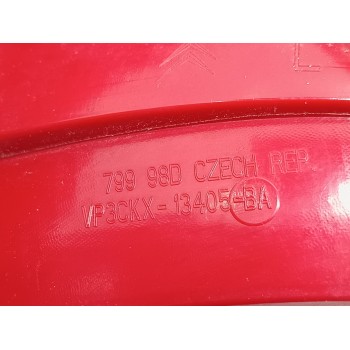 L
799 98D CZECH REP
VP3CKX-13405-BA